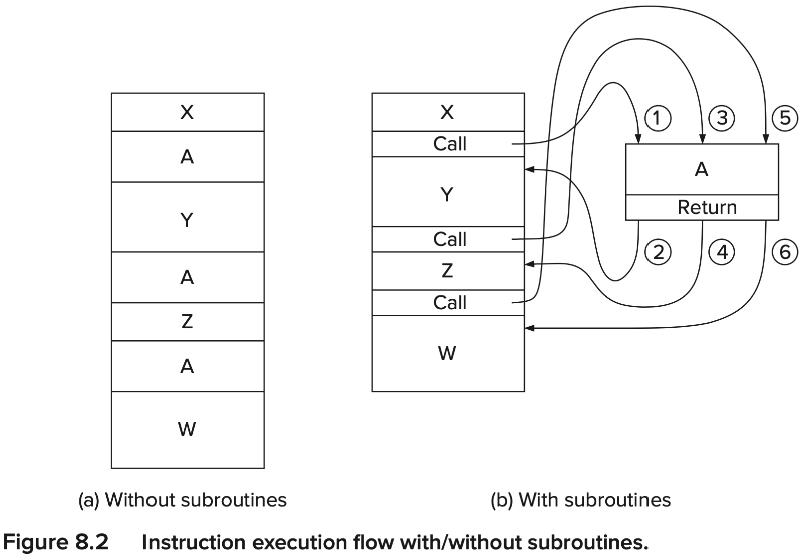 X
A
Y
A
Z
A
W
(a) Without subroutines
X
Call
Y
Call
Z
Call
W
1
3
5
A
Return
2
4
6
(b) With subroutines
Figure 8.2 Instruction execution flow with/without subroutines.